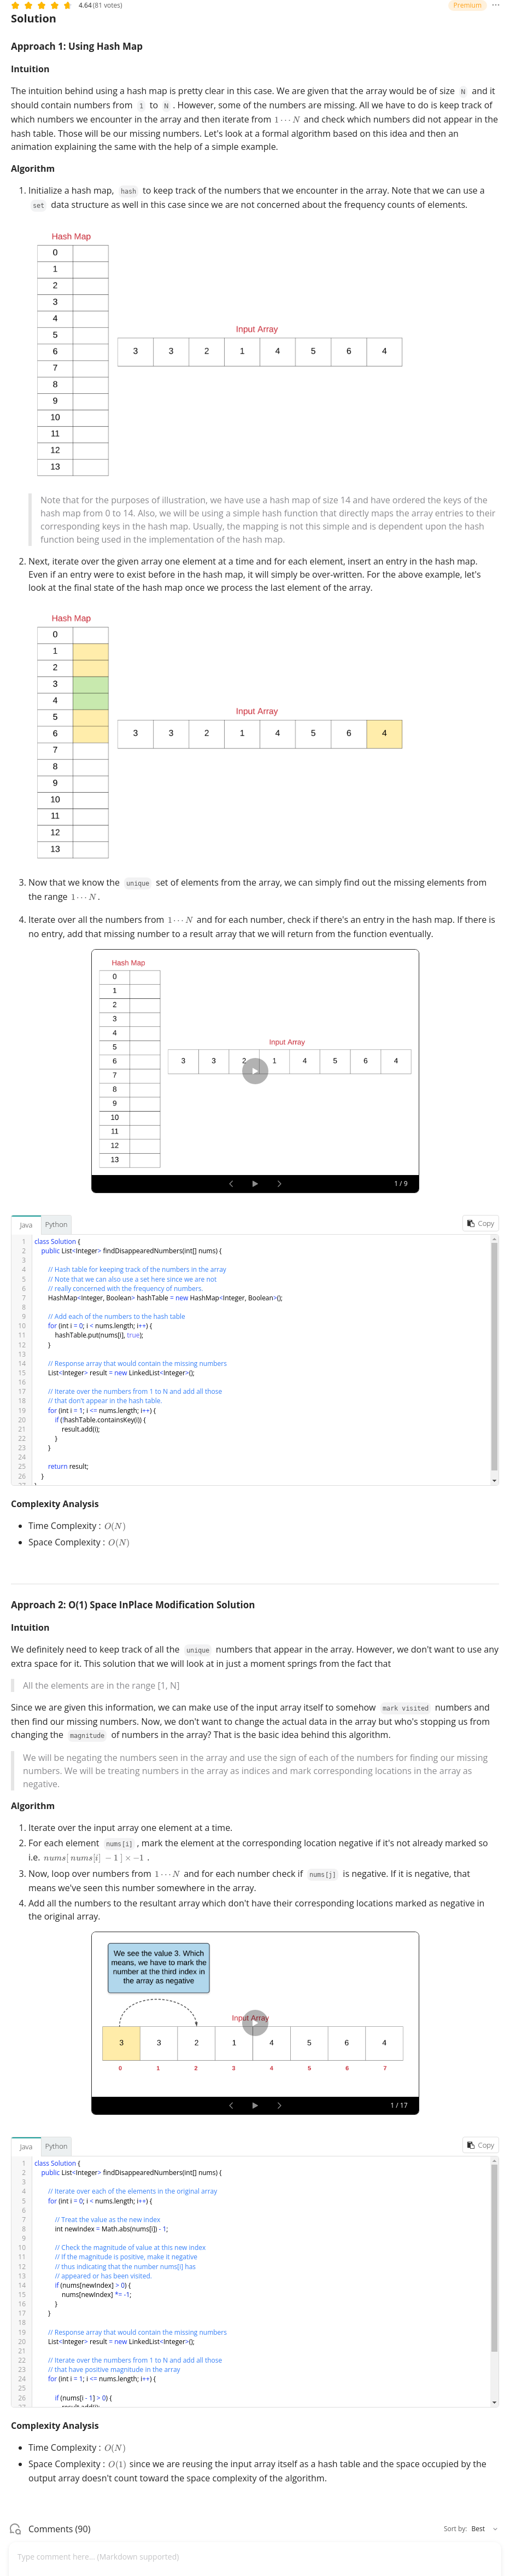 4.64 (81 votes)
Premium
Solution
Approach 1: Using Hash Map
Intuition
The intuition behind using a hash map is pretty clear in this case. We are given that the array would be of size N and it
should contain numbers from 1 to N . However, some of the numbers are missing. All we have to do is keep track of
which numbers we encounter in the array and then iterate from 1 ⋯ N and check which numbers did not appear in the
hash table. Those will be our missing numbers. Let's look at a formal algorithm based on this idea and then an
animation explaining the same with the help of a simple example.
Algorithm
1. Initialize a hash map, hash to keep track of the numbers that we encounter in the array. Note that we can use a
set data structure as well in this case since we are not concerned about the frequency counts of elements.
Hash Map
0
1
2
3
4
5
6
7
8
9
10
11
12
13
Input Array
3 3 2 1 4 5 6 4
Note that for the purposes of illustration, we have use a hash map of size 14 and have ordered the keys of the
hash map from 0 to 14. Also, we will be using a simple hash function that directly maps the array entries to their
corresponding keys in the hash map. Usually, the mapping is not this simple and is dependent upon the hash
function being used in the implementation of the hash map.
2. Next, iterate over the given array one element at a time and for each element, insert an entry in the hash map.
Even if an entry were to exist before in the hash map, it will simply be over-written. For the above example, let's
look at the final state of the hash map once we process the last element of the array.
Hash Map
0
1
2
3
4
5
6
7
8
9
10
11
12
13
Input Array
3 3 2 1 4 5 6 4
3. Now that we know the unique set of elements from the array, we can simply find out the missing elements from
the range 1 ⋯ N .
4. Iterate over all the numbers from 1 ⋯ N and for each number, check if there's an entry in the hash map. If there is
no entry, add that missing number to a result array that we will return from the function eventually.
Hash Map
0
1
2
3
4
5
6
7
8
9
10
11
12
13
Input Array
3 3 2 1 4 5 6 4
1 / 9
Java Python
Copy
1 class Solution {
2 public List<Integer> findDisappearedNumbers(int[] nums) {
3
4 // Hash table for keeping track of the numbers in the array
5 // Note that we can also use a set here since we are not
6 // really concerned with the frequency of numbers.
7 HashMap<Integer, Boolean> hashTable = new HashMap<Integer, Boolean>();
8
9 // Add each of the numbers to the hash table
10 for (int i = 0; i < nums.length; i++) {
11 hashTable.put(nums[i], true);
12 }
13
14 // Response array that would contain the missing numbers
15 List<Integer> result = new LinkedList<Integer>();
16
17 // Iterate over the numbers from 1 to N and add all those
18 // that don't appear in the hash table.
19 for (int i = 1; i <= nums.length; i++) {
20 if (!hashTable.containsKey(i)) {
21 result.add(i);
22 }
23 }
24
25 return result;
26 }
Complexity Analysis
• Time Complexity : O(N)
• Space Complexity : O(N)
Approach 2: O(1) Space InPlace Modification Solution
Intuition
We definitely need to keep track of all the unique numbers that appear in the array. However, we don't want to use any
extra space for it. This solution that we will look at in just a moment springs from the fact that
All the elements are in the range [1, N]
Since we are given this information, we can make use of the input array itself to somehow mark visited numbers and
then find our missing numbers. Now, we don't want to change the actual data in the array but who's stopping us from
changing the magnitude of numbers in the array? That is the basic idea behind this algorithm.
We will be negating the numbers seen in the array and use the sign of each of the numbers for finding our missing
numbers. We will be treating numbers in the array as indices and mark corresponding locations in the array as
negative.
Algorithm
1. Iterate over the input array one element at a time.
2. For each element nums[i] , mark the element at the corresponding location negative if it's not already marked so
i.e. nums[ nums[i] − 1 ] × −1 .
3. Now, loop over numbers from 1 ⋯ N and for each number check if nums[j] is negative. If it is negative, that
means we've seen this number somewhere in the array.
4. Add all the numbers to the resultant array which don't have their corresponding locations marked as negative in
the original array.
We see the value 3. Which
means, we have to mark the
number at the third index in
the array as negative
Input Array
3 3 2 1 4 5 6 4
0 1 2 3 4 5 6 7
1 / 17
Java Python
Copy
1 class Solution {
2 public List<Integer> findDisappearedNumbers(int[] nums) {
3
4 // Iterate over each of the elements in the original array
5 for (int i = 0; i < nums.length; i++) {
6
7 // Treat the value as the new index
8 int newIndex = Math.abs(nums[i]) - 1;
9
10 // Check the magnitude of value at this new index
11 // If the magnitude is positive, make it negative
12 // thus indicating that the number nums[i] has
13 // appeared or has been visited.
14 if (nums[newIndex] > 0) {
15 nums[newIndex] *= -1;
16 }
17 }
18
19 // Response array that would contain the missing numbers
20 List<Integer> result = new LinkedList<Integer>();
21
22 // Iterate over the numbers from 1 to N and add all those
23 // that have positive magnitude in the array
24 for (int i = 1; i <= nums.length; i++) {
25
26 if (nums[i - 1] > 0) {
Complexity Analysis
• Time Complexity : O(N)
• Space Complexity : O(1) since we are reusing the input array itself as a hash table and the space occupied by the
output array doesn't count toward the space complexity of the algorithm.
Comments (90)
Sort by: Best
Type comment here... (Markdown supported)